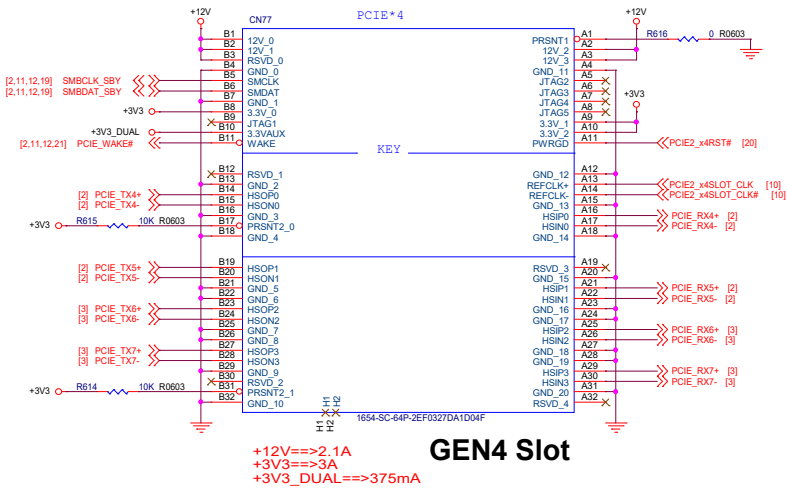 +12V CN77 PCIE*4 +12V
B1 12V_0 PRSNT1 A1 R616 0 R0603
B2 12V_1 12V_2 A2
B3 RSVD_0 12V_3 A3
B4 GND_0 GND_11 A4
[2,11,12,19] SMBCLK_SBY B5 SMCLK JTAG2 A5
[2,11,12,19] SMBDAT_SBY B6 SMDAT JTAG3 A6
B7 GND_1 JTAG4 A7 +3V3
+3V3 B8 3.3V_0 JTAG5 A8
B9 JTAG1 3.3V_1 A9
+3V3_DUAL B10 3.3VAUX 3.3V_2 A10
[2,11,12,21] PCIE_WAKE# B11 WAKE PWRGD A11 PCIE2_x4RST# [20]
KEY
B12 RSVD_1 GND_12 A12
B13 GND_2 REFCLK+ A13 PCIE2_x4SLOT_CLK [10]
[2] PCIE_TX4+ B14 HSOP0 REFCLK- A14 PCIE2_x4SLOT_CLK# [10]
[2] PCIE_TX4- B15 HSON0 GND_13 A15
B16 GND_3 HSIP0 A16 PCIE_RX4+ [2]
+3V3 R615 10K R0603 B17 PRSNT2_0 HSIN0 A17 PCIE_RX4- [2]
B18 GND_4 GND_14 A18
[2] PCIE_TX5+ B19 HSOP1 RSVD_3 A19
[2] PCIE_TX5- B20 HSON1 GND_15 A20
B21 GND_5 HSIP1 A21 PCIE_RX5+ [2]
B22 GND_6 HSIN1 A22 PCIE_RX5- [2]
[3] PCIE_TX6+ B23 HSOP2 GND_16 A23
[3] PCIE_TX6- B24 HSON2 GND_17 A24
B25 GND_7 HSIP2 A25 PCIE_RX6+ [3]
B26 GND_8 HSIN2 A26 PCIE_RX6- [3]
[3] PCIE_TX7+ B27 HSOP3 GND_18 A27
[3] PCIE_TX7- B28 HSON3 GND_19 A28
B29 GND_9 HSIP3 A29 PCIE_RX7+ [3]
B30 RSVD_2 HSIN3 A30 PCIE_RX7- [3]
+3V3 R614 10K R0603 B31 PRSNT2_1 GND_20 A31
B32 GND_10 RSVD_4 A32
H1 H2
H1 H2
1654-SC-64P-2EF0327DA1D04F
+12V==>2.1A
+3V3==>3A
+3V3_DUAL==>375mA
GEN4 Slot